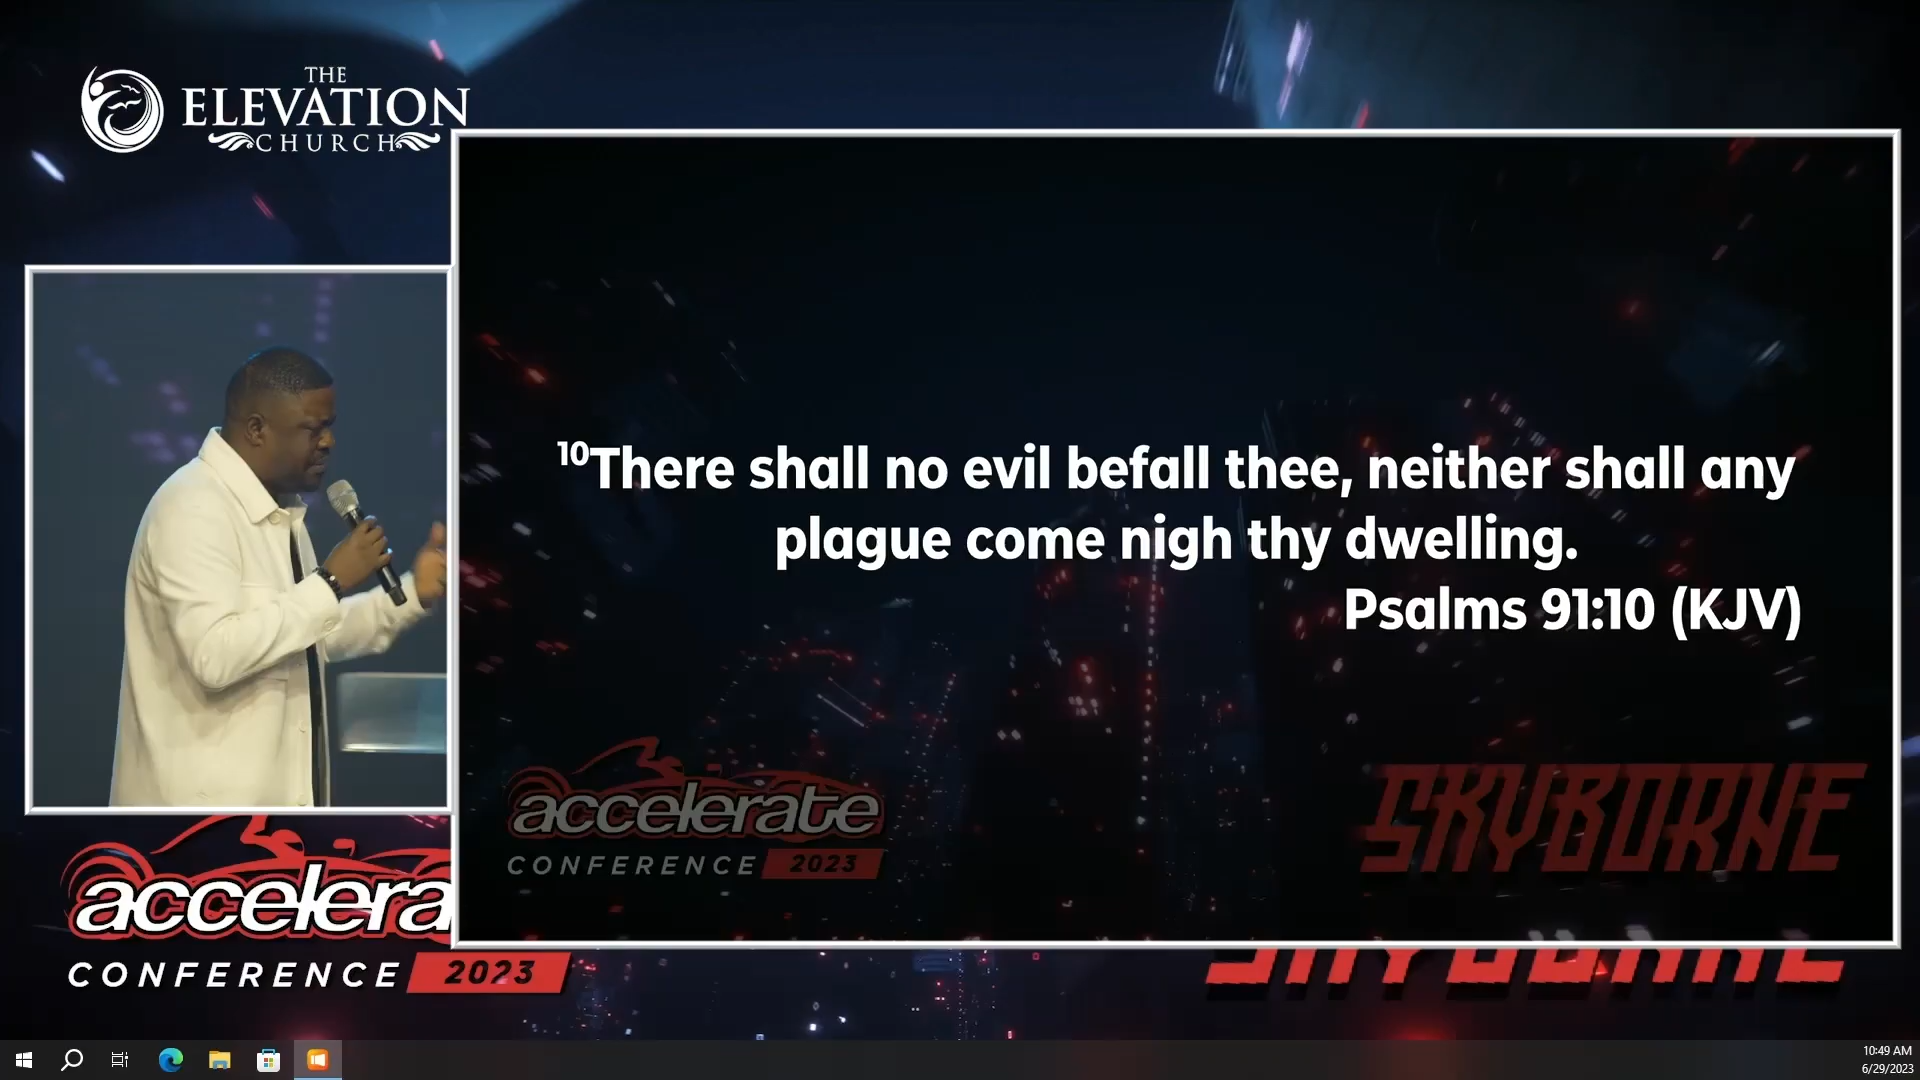 THE
ELEVATION
CHURCH
¹⁰There shall no evil befall thee, neither shall any
plague come nigh thy dwelling.
Psalms 91:10 (KJV)
accelerate
CONFERENCE 2023
SKYBORNE
accelera
CONFERENCE 2023
SKYBORNE
10:49 AM
6/29/2023